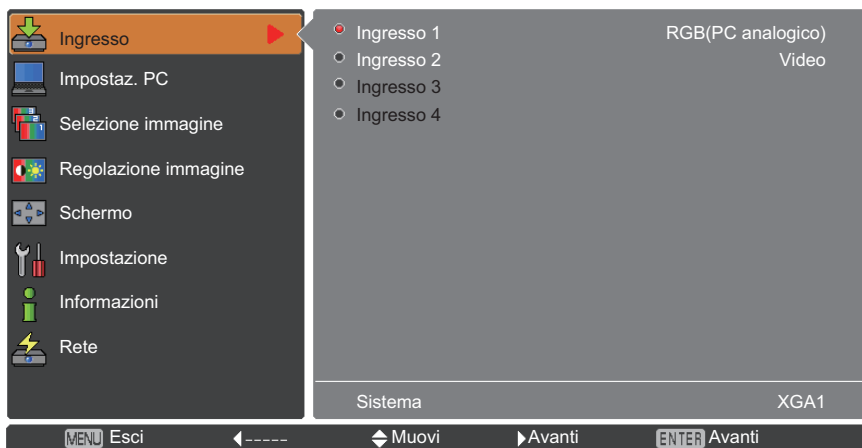 Ingresso
Impostaz. PC
Selezione immagine
Regolazione immagine
Schermo
Impostazione
Informazioni
Rete
Ingresso 1 RGB(PC analogico)
Ingresso 2 Video
Ingresso 3
Ingresso 4
Sistema XGA1
MENU Esci ----- Muovi Avanti ENTER Avanti